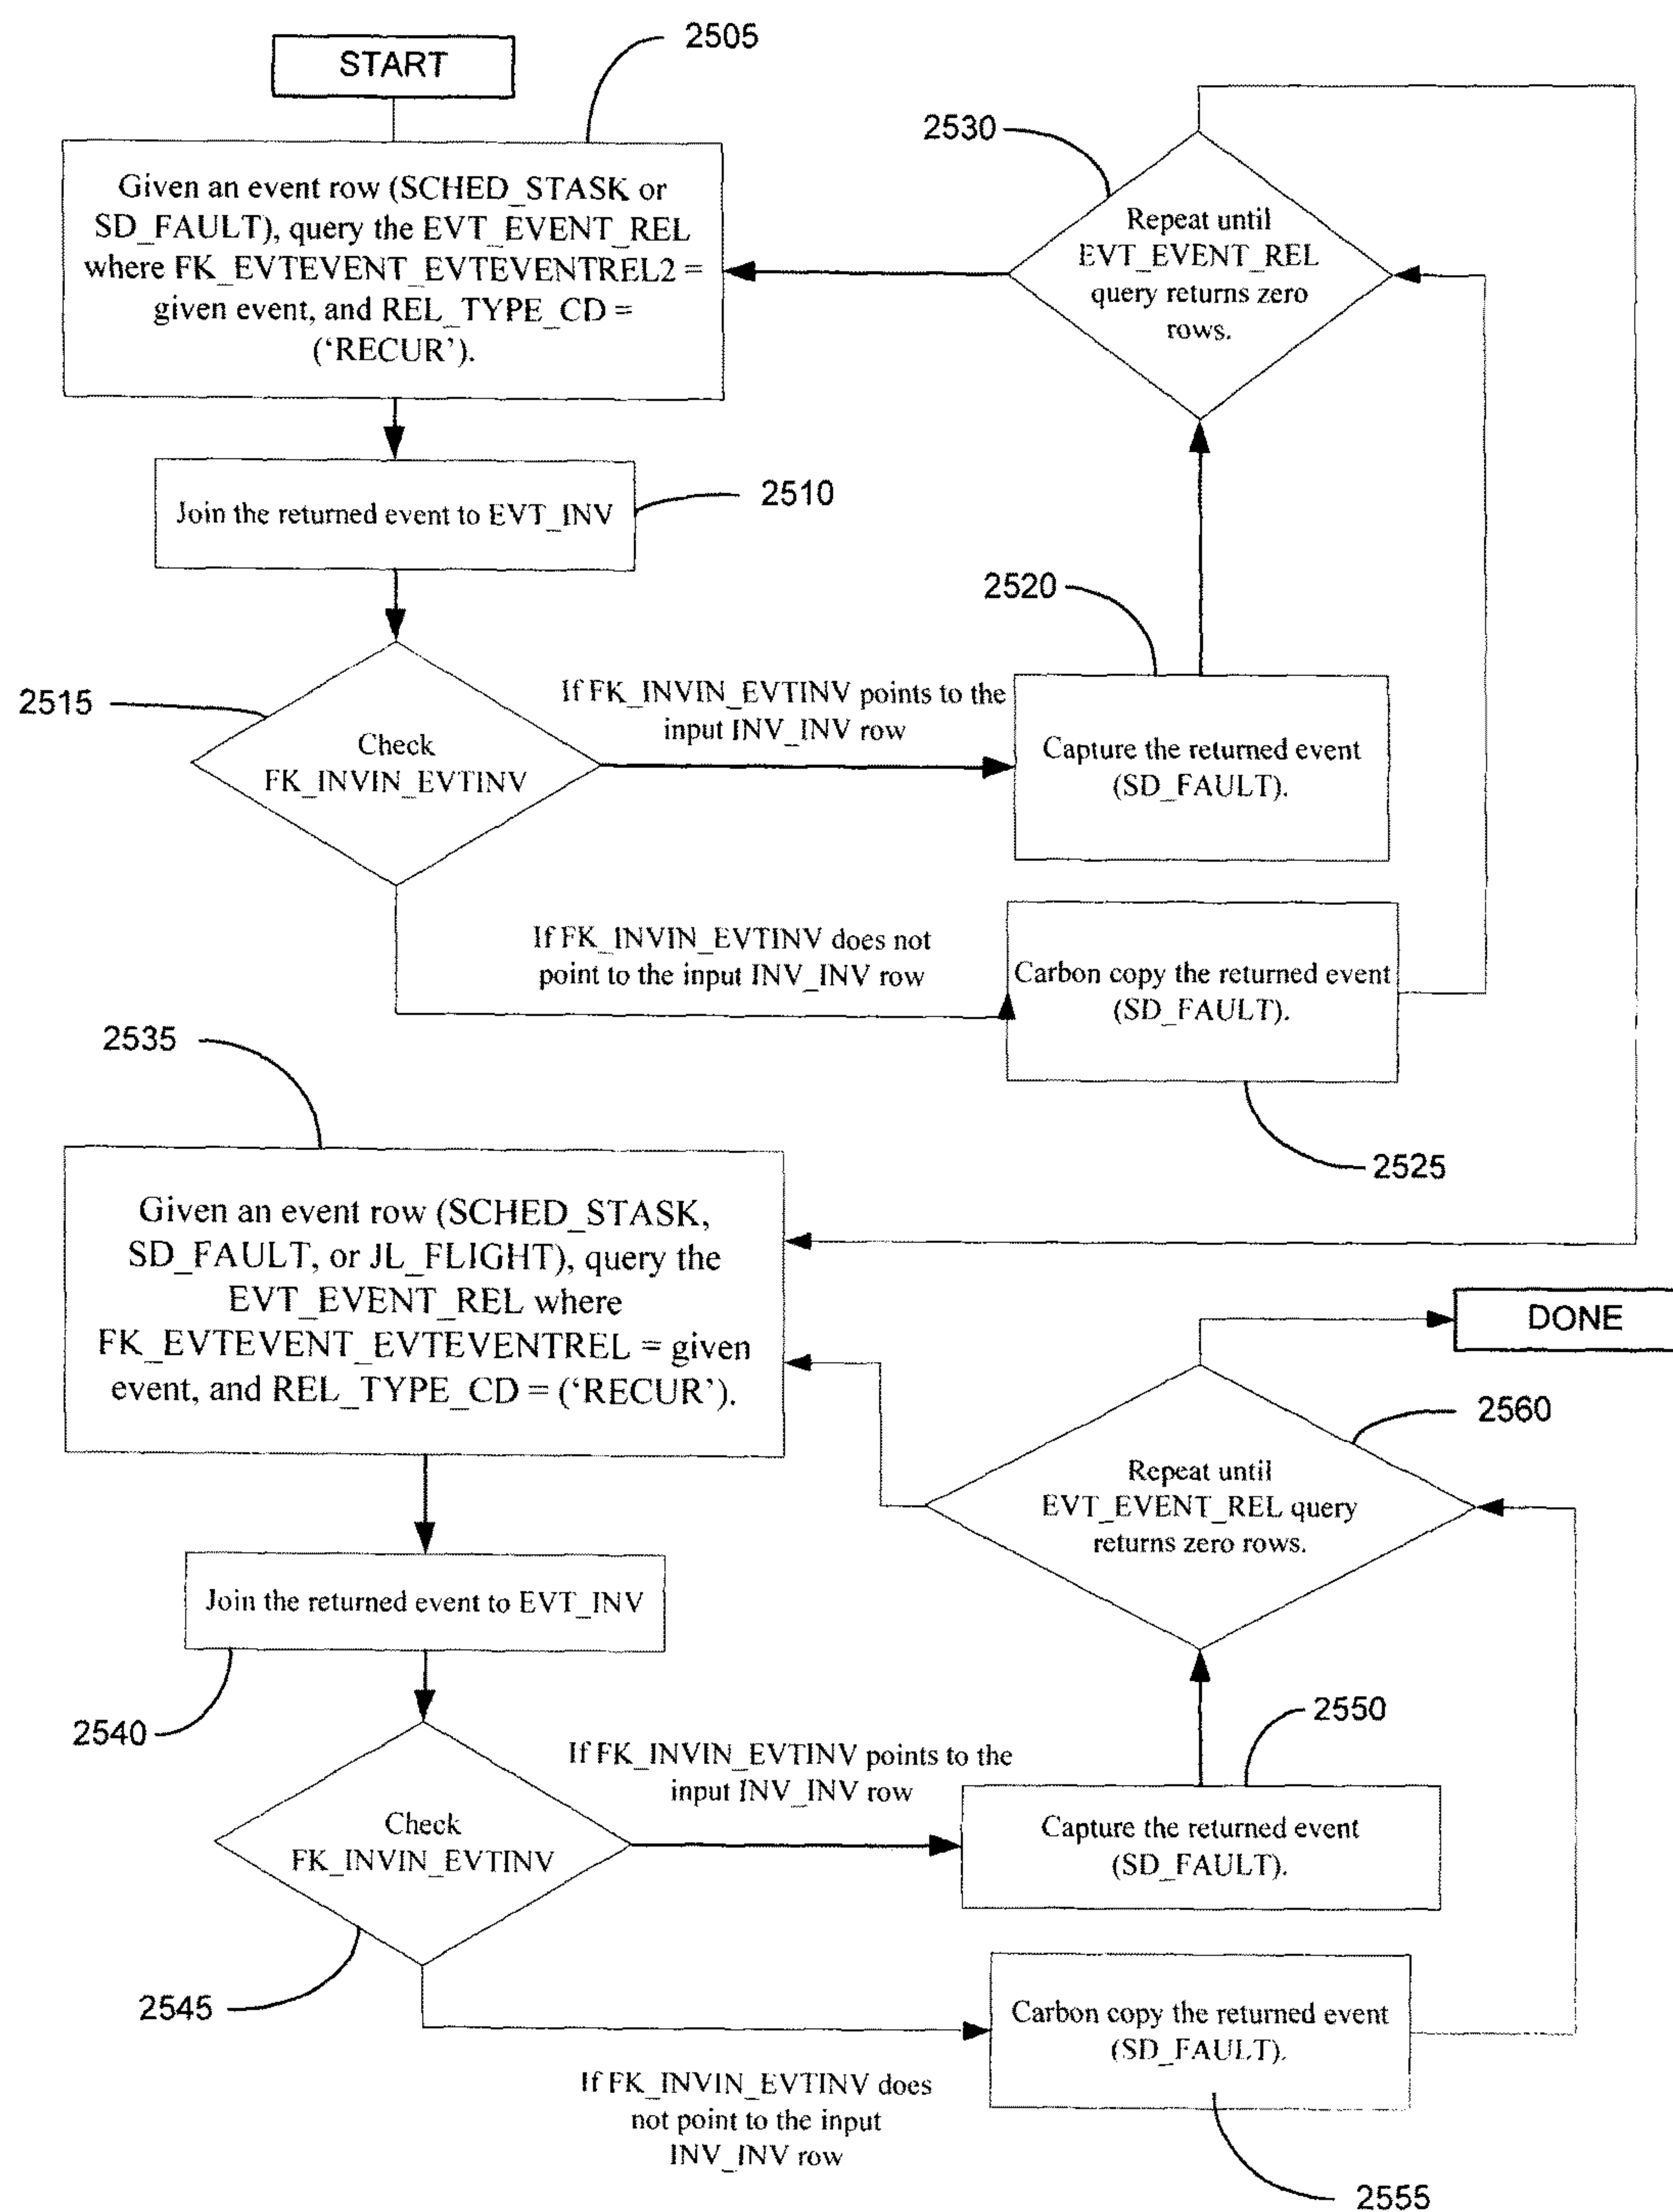 START
2505
Given an event row (SCHED_STASK or
SD_FAULT), query the EVT_EVENT_REL
where FK_EVTEVENT_EVTEVENTREL2 =
given event, and REL_TYPE_CD =
(‘RECUR’).
2530
Repeat until
EVT_EVENT_REL
query returns zero
rows.
Join the returned event to EVT_INV
2510
2515
Check
FK_INVIN_EVTINV
If FK_INVIN_EVTINV points to the
input INV_INV row
2520
Capture the returned event
(SD_FAULT).
If FK_INVIN_EVTINV does not
point to the input INV_INV row
Carbon copy the returned event
(SD_FAULT).
2525
2535
Given an event row (SCHED_STASK,
SD_FAULT, or JL_FLIGHT), query the
EVT_EVENT_REL where
FK_EVTEVENT_EVTEVENTREL = given
event, and REL_TYPE_CD = (‘RECUR’).
DONE
2560
Repeat until
EVT_EVENT_REL query
returns zero rows.
Join the returned event to EVT_INV
2540
2545
Check
FK_INVIN_EVTINV
If FK_INVIN_EVTINV points to the
input INV_INV row
2550
Capture the returned event
(SD_FAULT).
If FK_INVIN_EVTINV does
not point to the input
INV_INV row
Carbon copy the returned event
(SD_FAULT).
2555